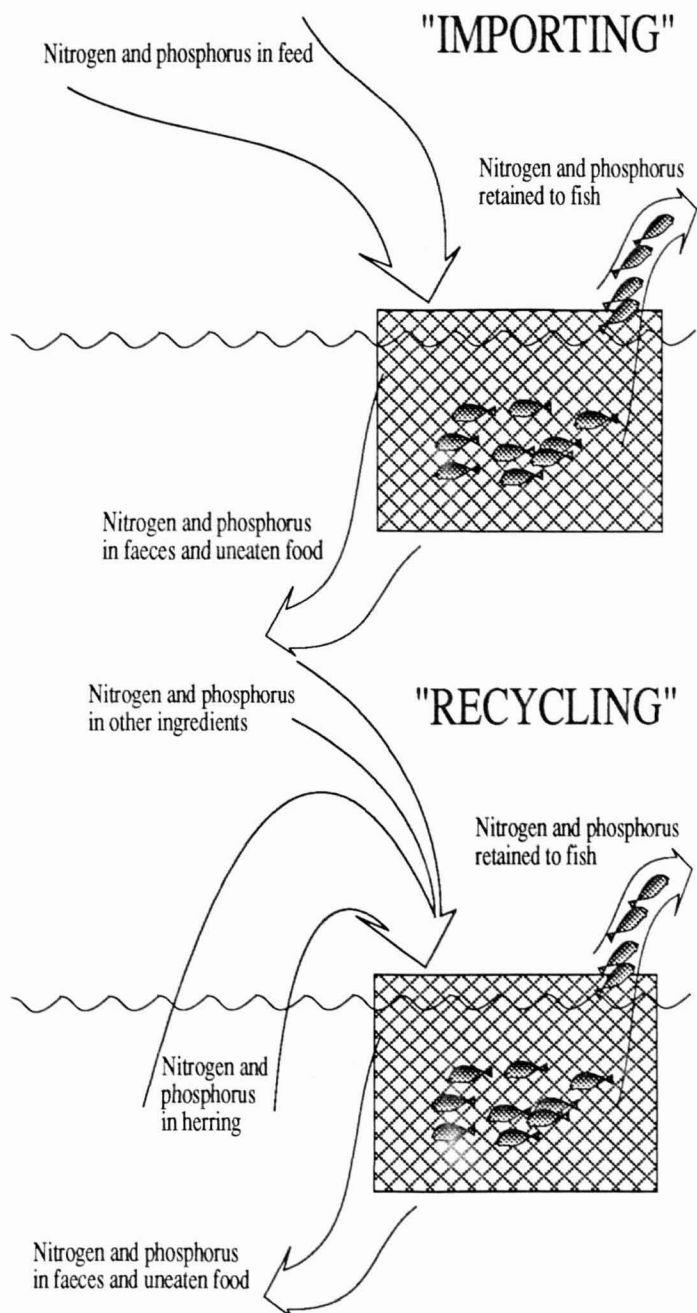 "IMPORTING"
Nitrogen and phosphorus in feed
Nitrogen and phosphorus
retained to fish
Nitrogen and phosphorus
in faeces and uneaten food
"RECYCLING"
Nitrogen and phosphorus
in other ingredients
Nitrogen and phosphorus
retained to fish
Nitrogen and
phosphorus
in herring
Nitrogen and phosphorus
in faeces and uneaten food